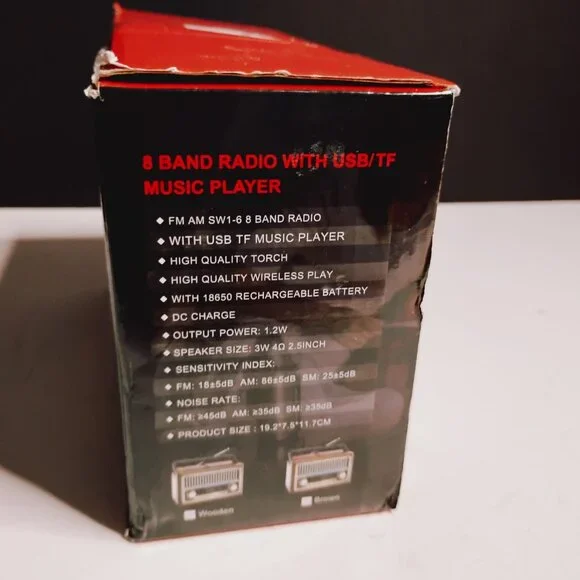 8 BAND RADIO WITH USB/TF
MUSIC PLAYER
◆ FM AM SW1-6 8 BAND RADIO
◆ WITH USB TF MUSIC PLAYER
◆ HIGH QUALITY TORCH
◆ HIGH QUALITY WIRELESS PLAY
◆ WITH 18650 RECHARGEABLE BATTERY
◆ DC CHARGE
◆ OUTPUT POWER: 1.2W
◆ SPEAKER SIZE: 3W 4Ω 2.5INCH
◆ SENSITIVITY INDEX:
◆ FM: 18±5dB AM: 66±5dB SM: 25±5dB
◆ NOISE RATE:
◆ FM: ≥45dB AM: ≥35dB SM: ≥35dB
◆ PRODUCT SIZE : 19.2*7.5*11.7CM
Wooden
Brown